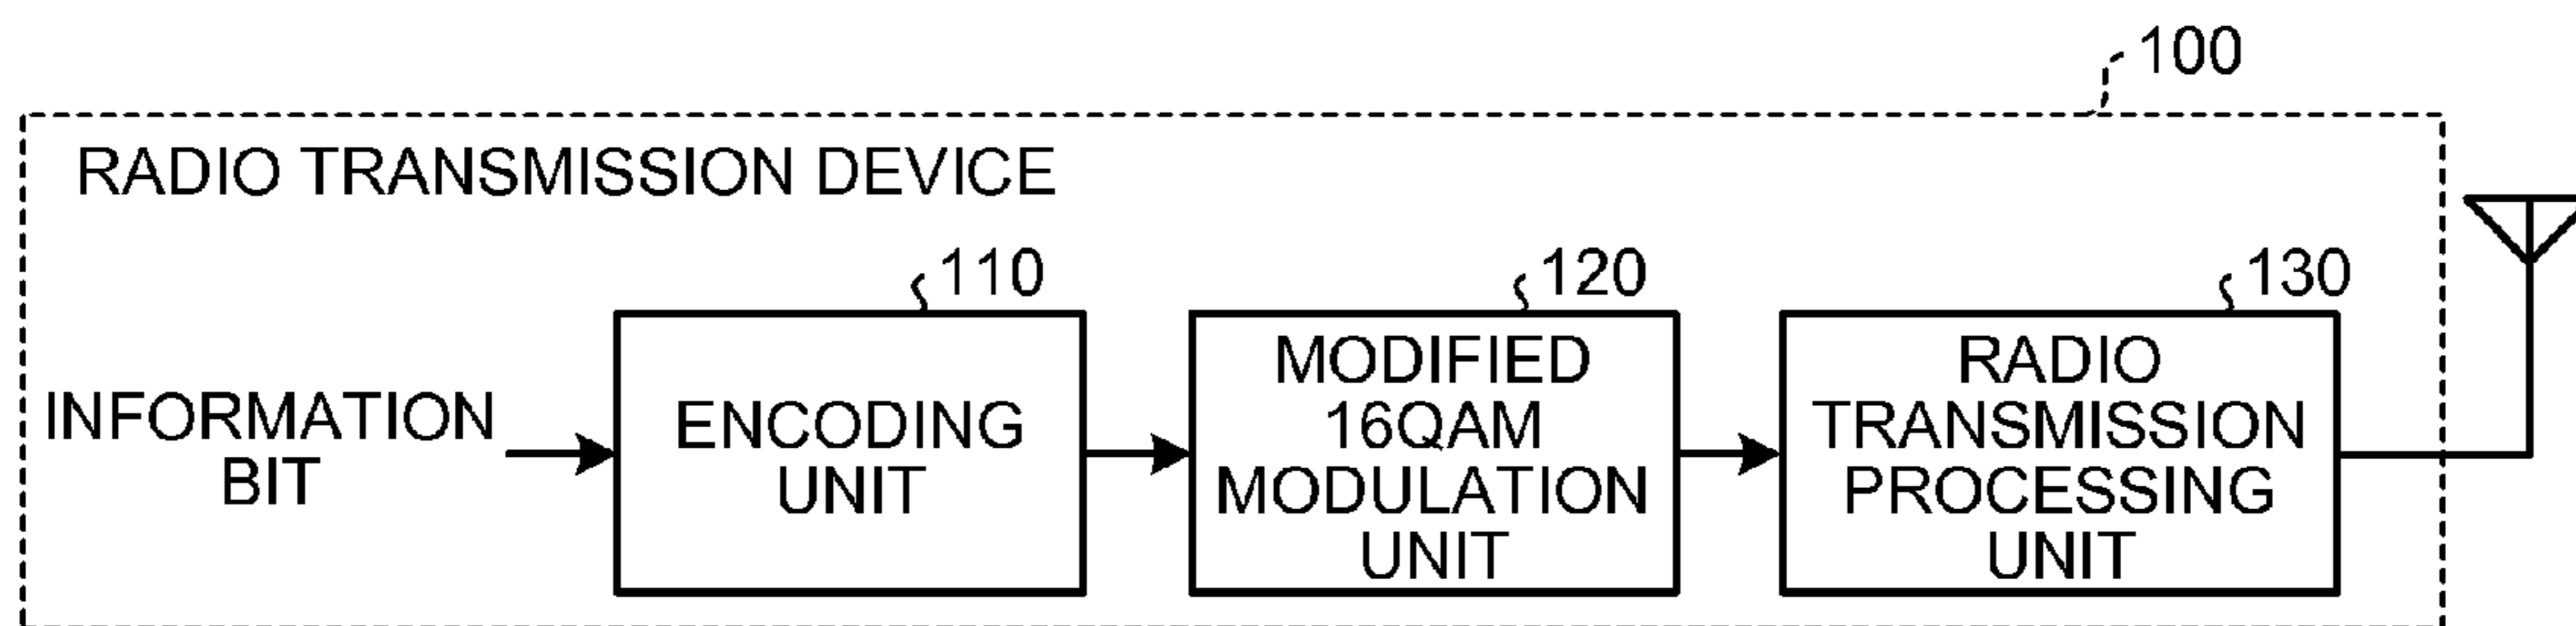 100
RADIO TRANSMISSION DEVICE
110
120
130
INFORMATION
BIT
ENCODING
UNIT
MODIFIED
16QAM
MODULATION
UNIT
RADIO
TRANSMISSION
PROCESSING
UNIT